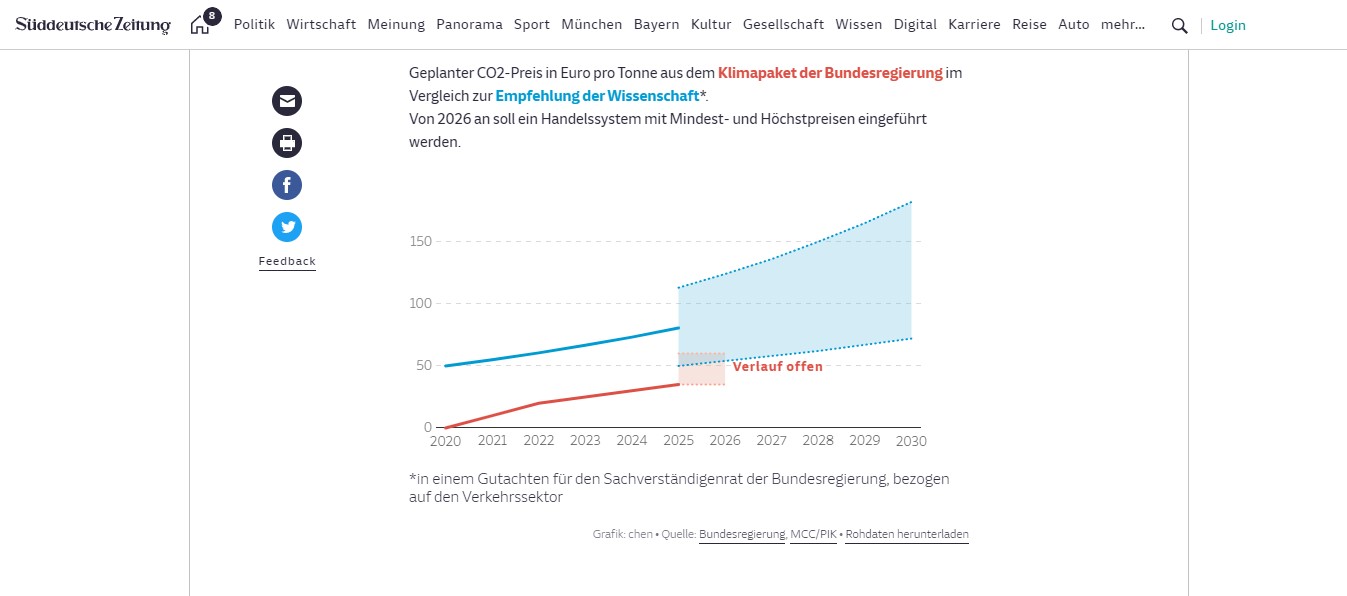 Süddeutsche Zeitung 8 Politik Wirtschaft Meinung Panorama Sport München Bayern Kultur Gesellschaft Wissen Digital Karriere Reise Auto mehr... Login
Geplanter CO2-Preis in Euro pro Tonne aus dem Klimapaket der Bundesregierung im
Vergleich zur Empfehlung der Wissenschaft*.
Von 2026 an soll ein Handelssystem mit Mindest- und Höchstpreisen eingeführt
werden.
f
Feedback
150
100
50
Verlauf offen
0
2020 2021 2022 2023 2024 2025 2026 2027 2028 2029 2030
*in einem Gutachten für den Sachverständigenrat der Bundesregierung, bezogen
auf den Verkehrssektor
Grafik: chen • Quelle: Bundesregierung, MCC/PIK • Rohdaten herunterladen